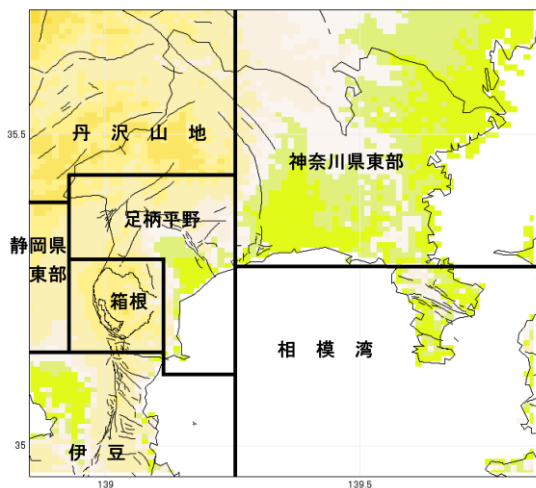 35.5
丹沢山地
神奈川県東部
足柄平野
静岡県
東部
箱根
相模湾
35
伊豆
139
139.5